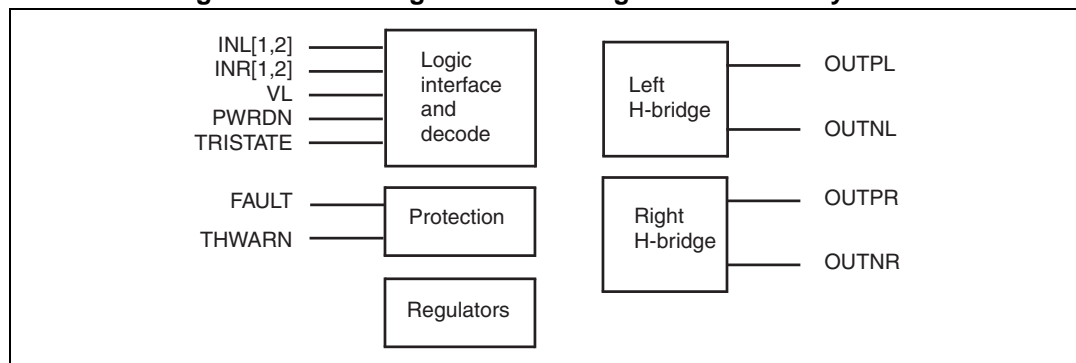 INL[1,2]
INR[1,2]
VL
PWRDN
TRISTATE
Logic
interface
and
decode
FAULT
THWARN
Protection
Regulators
Left
H-bridge
OUTPL
OUTNL
Right
H-bridge
OUTPR
OUTNR